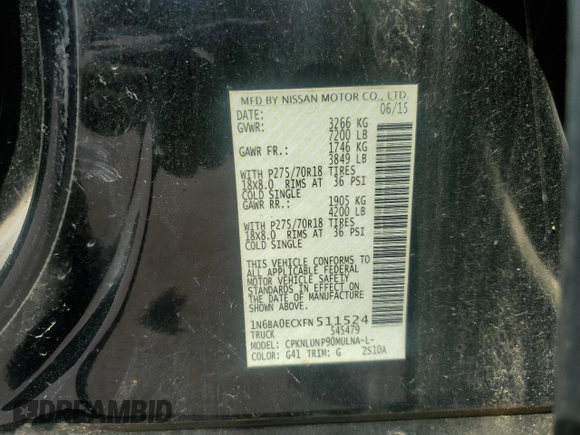 MFD BY NISSAN MOTOR CO., LTD.
DATE: 06/15
GVWR: 3266 KG
7200 LB
GAWR FR.: 1746 KG
3849 LB
WITH P275/70R18 TIRES
18X8.0 RIMS AT 36 PSI
COLD SINGLE
GAWR RR.: 1905 KG
4200 LB
WITH P275/70R18 TIRES
18X8.0 RIMS AT 36 PSI
COLD SINGLE
THIS VEHICLE CONFORMS TO
ALL APPLICABLE FEDERAL
MOTOR VEHICLE SAFETY
STANDARDS IN EFFECT ON
THE DATE OF MANUFACTURE
SHOWN ABOVE.
1N6BA0ECXFN511524
TRUCK 545479
MODEL: CPKNLUNP90MULNA-L-
COLOR: G41 TRIM: G ZS10A
DREAMBID